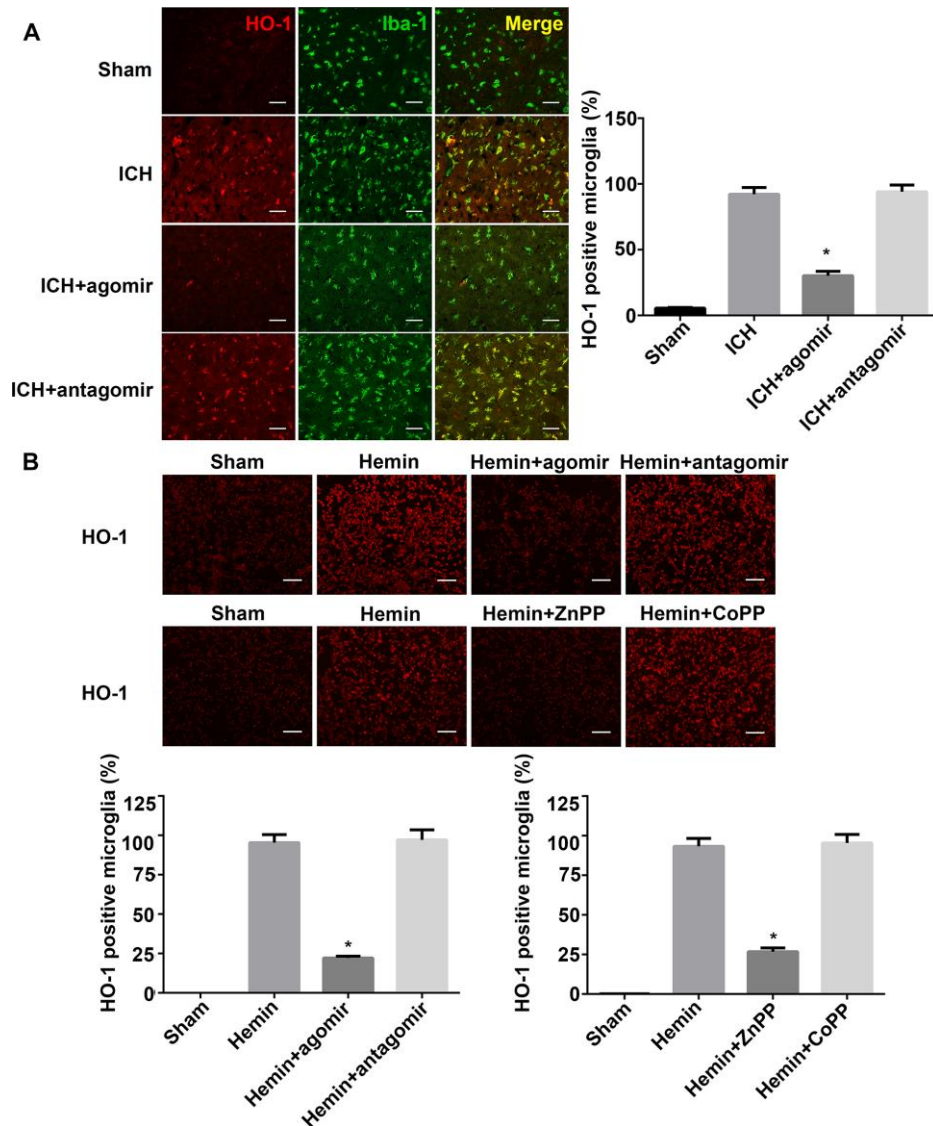 A
HO-1 Iba-1 Merge
Sham
ICH
ICH+agomir
ICH+antagomir
HO-1 positive microglia (%)
150
100
50
0
*
Sham
ICH
ICH+agomir
ICH+antagomir
B
Sham Hemin Hemin+agomir Hemin+antagomir
HO-1
Sham Hemin Hemin+ZnPP Hemin+CoPP
HO-1
HO-1 positive microglia (%)
125
100
75
50
25
0
*
Sham
Hemin
Hemin+agomir
Hemin+antagomir
HO-1 positive microglia (%)
125
100
75
50
25
0
*
Sham
Hemin
Hemin+ZnPP
Hemin+CoPP